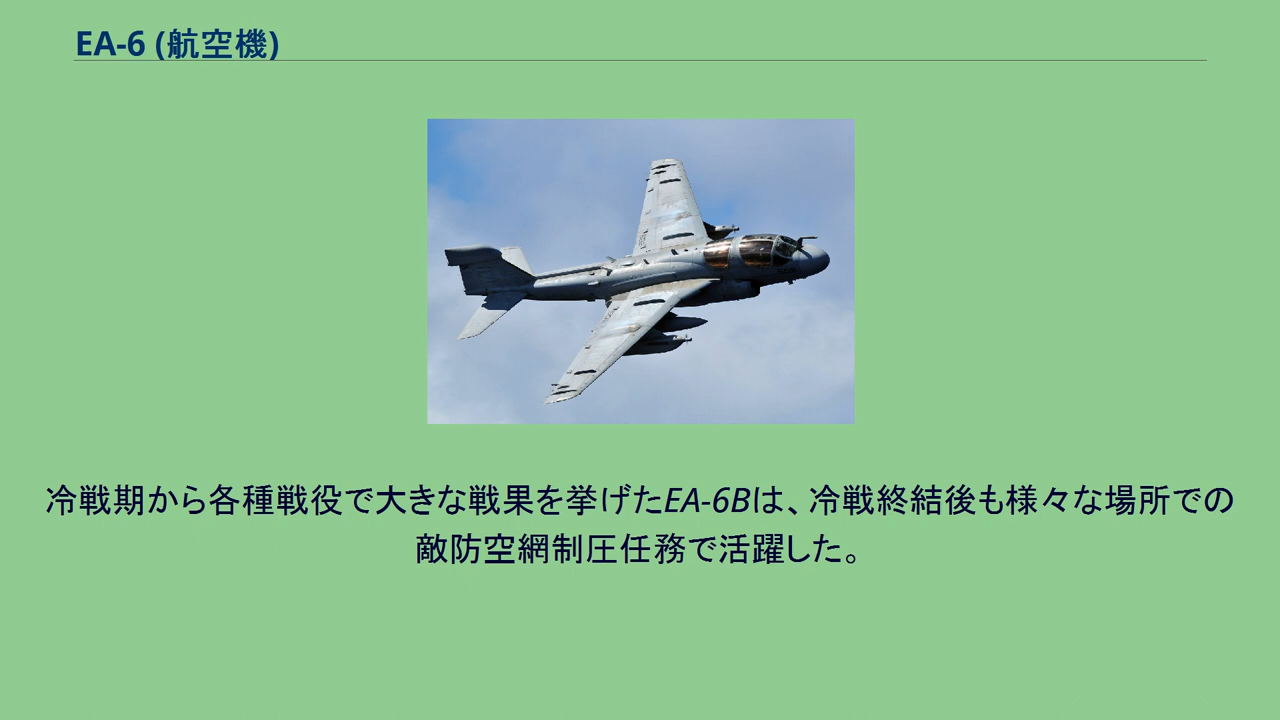 EA-6 (航空機)
冷戦期から各種戦役で大きな戦果を挙げたEA-6Bは、冷戦終結後も様々な場所での
敵防空網制圧任務で活躍した。